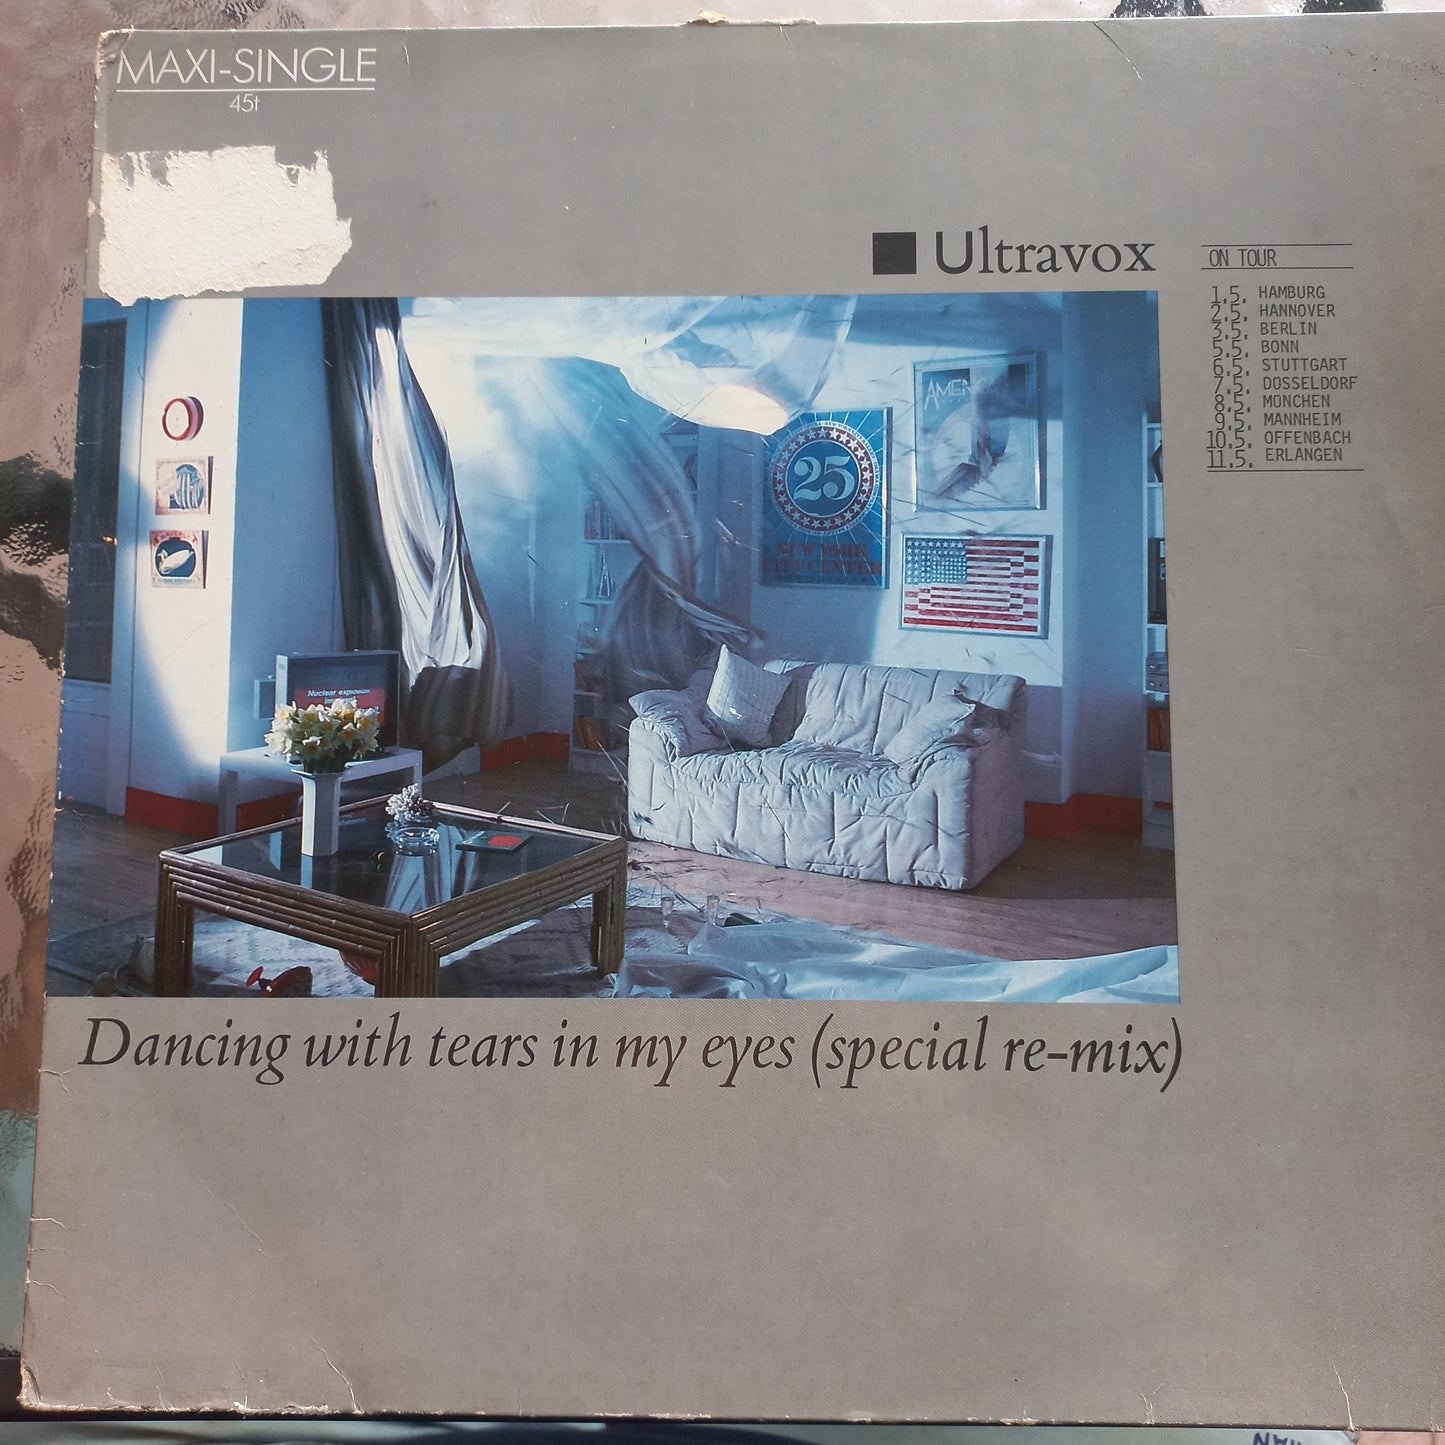 MAXI-SINGLE
45t
Ultravox
ON TOUR
1.5. HAMBURG
2.5. HANNOVER
3.5. BERLIN
5.5. BONN
6.5. STUTTGART
7.5. DÜSSELDORF
8.5. MÜNCHEN
9.5. MANNHEIM
10.5. OFFENBACH
11.5. ERLANGEN
25
NEW YORK
CITY CENTER
Nuclear explosion
Dancing with tears in my eyes (special re-mix)